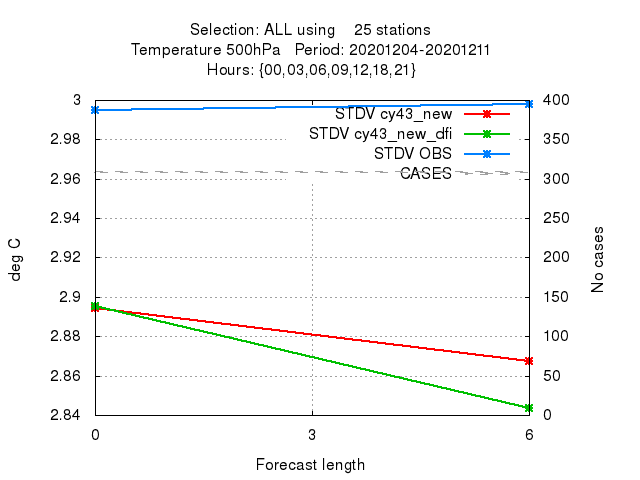 Selection: ALL using    25 stations
Temperature 500hPa   Period: 20201204-20201211
Hours: {00,03,06,09,12,18,21}
3
2.98
2.96
2.94
2.92
2.9
2.88
2.86
2.84
deg C
STDV cy43_new
STDV cy43_new_dfi
STDV OBS
CASES
400
350
300
250
200
150
100
50
0
No cases
0 3 6
Forecast length